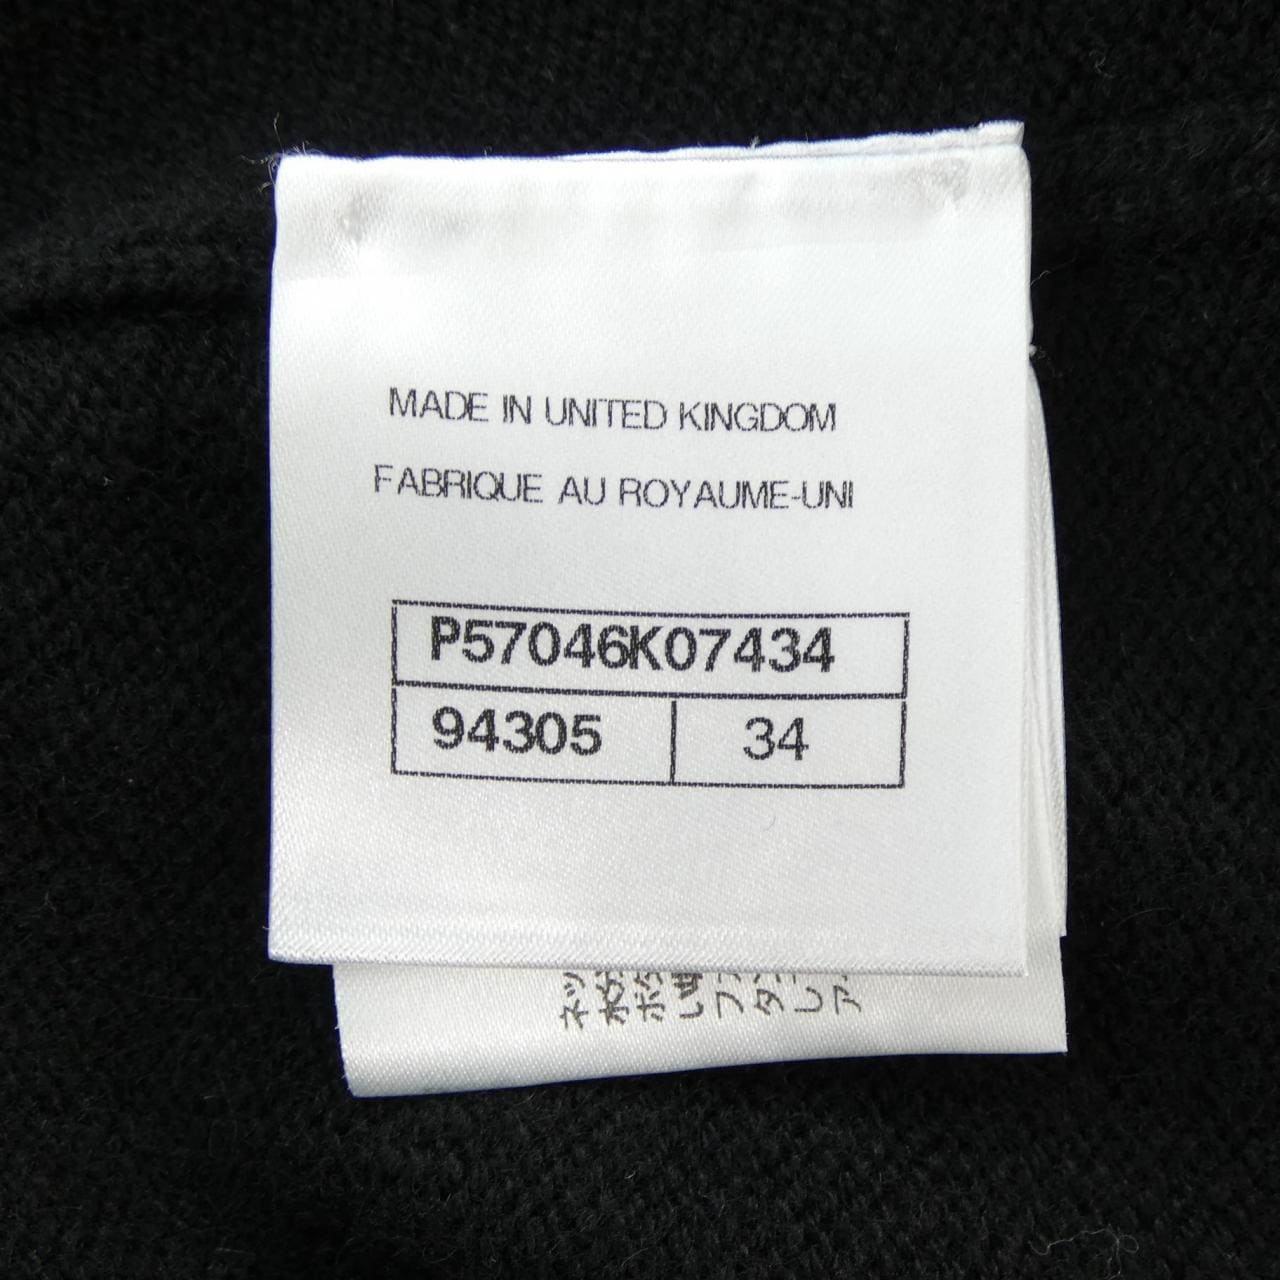 MADE IN UNITED KINGDOM
FABRIQUE AU ROYAUME-UNI
P57046K07434
94305 34